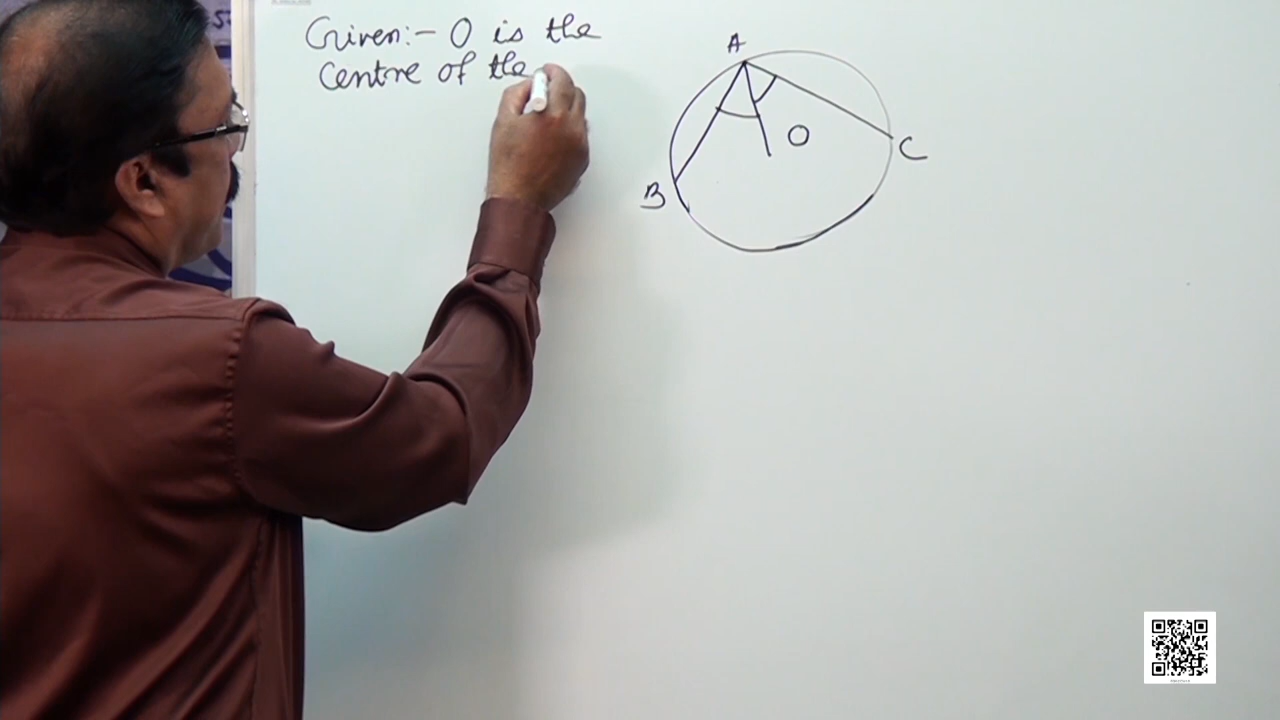 Given:- O is the
centre of the
A
O
C
B